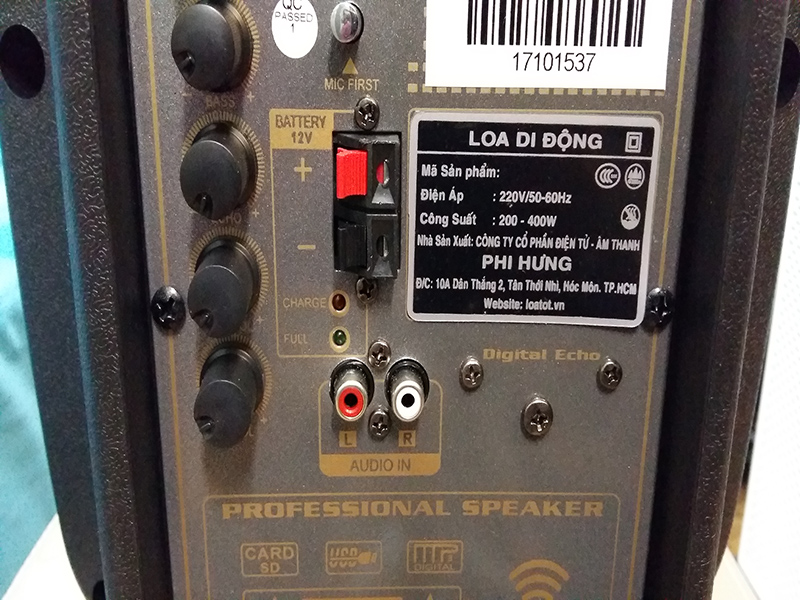 QC
PASSED
1
17101537
MIC FIRST
BASS
BATTERY
12V
+
−
ECHO
CHARGE
FULL
LOA DI ĐỘNG
Mã Sản phẩm:
Điện Áp : 220V/50-60Hz
Công Suất : 200 - 400W
Nhà Sản Xuất: CÔNG TY CỔ PHẦN ĐIỆN TỬ - ÂM THANH
PHI HƯNG
Đ/C: 10A Dân Thắng 2, Tân Thới Nhì, Hóc Môn. TP.HCM
Website: loatot.vn
Digital Echo
L R
AUDIO IN
PROFESSIONAL SPEAKER
CARD
SD
USB
MP3
DIGITAL